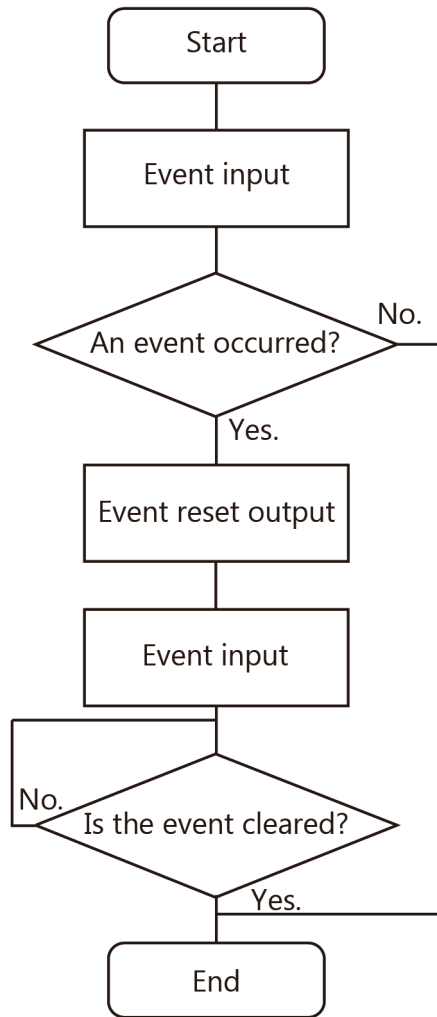 Start
Event input
An event occurred?
No.
Yes.
Event reset output
Event input
No.
Is the event cleared?
Yes.
End